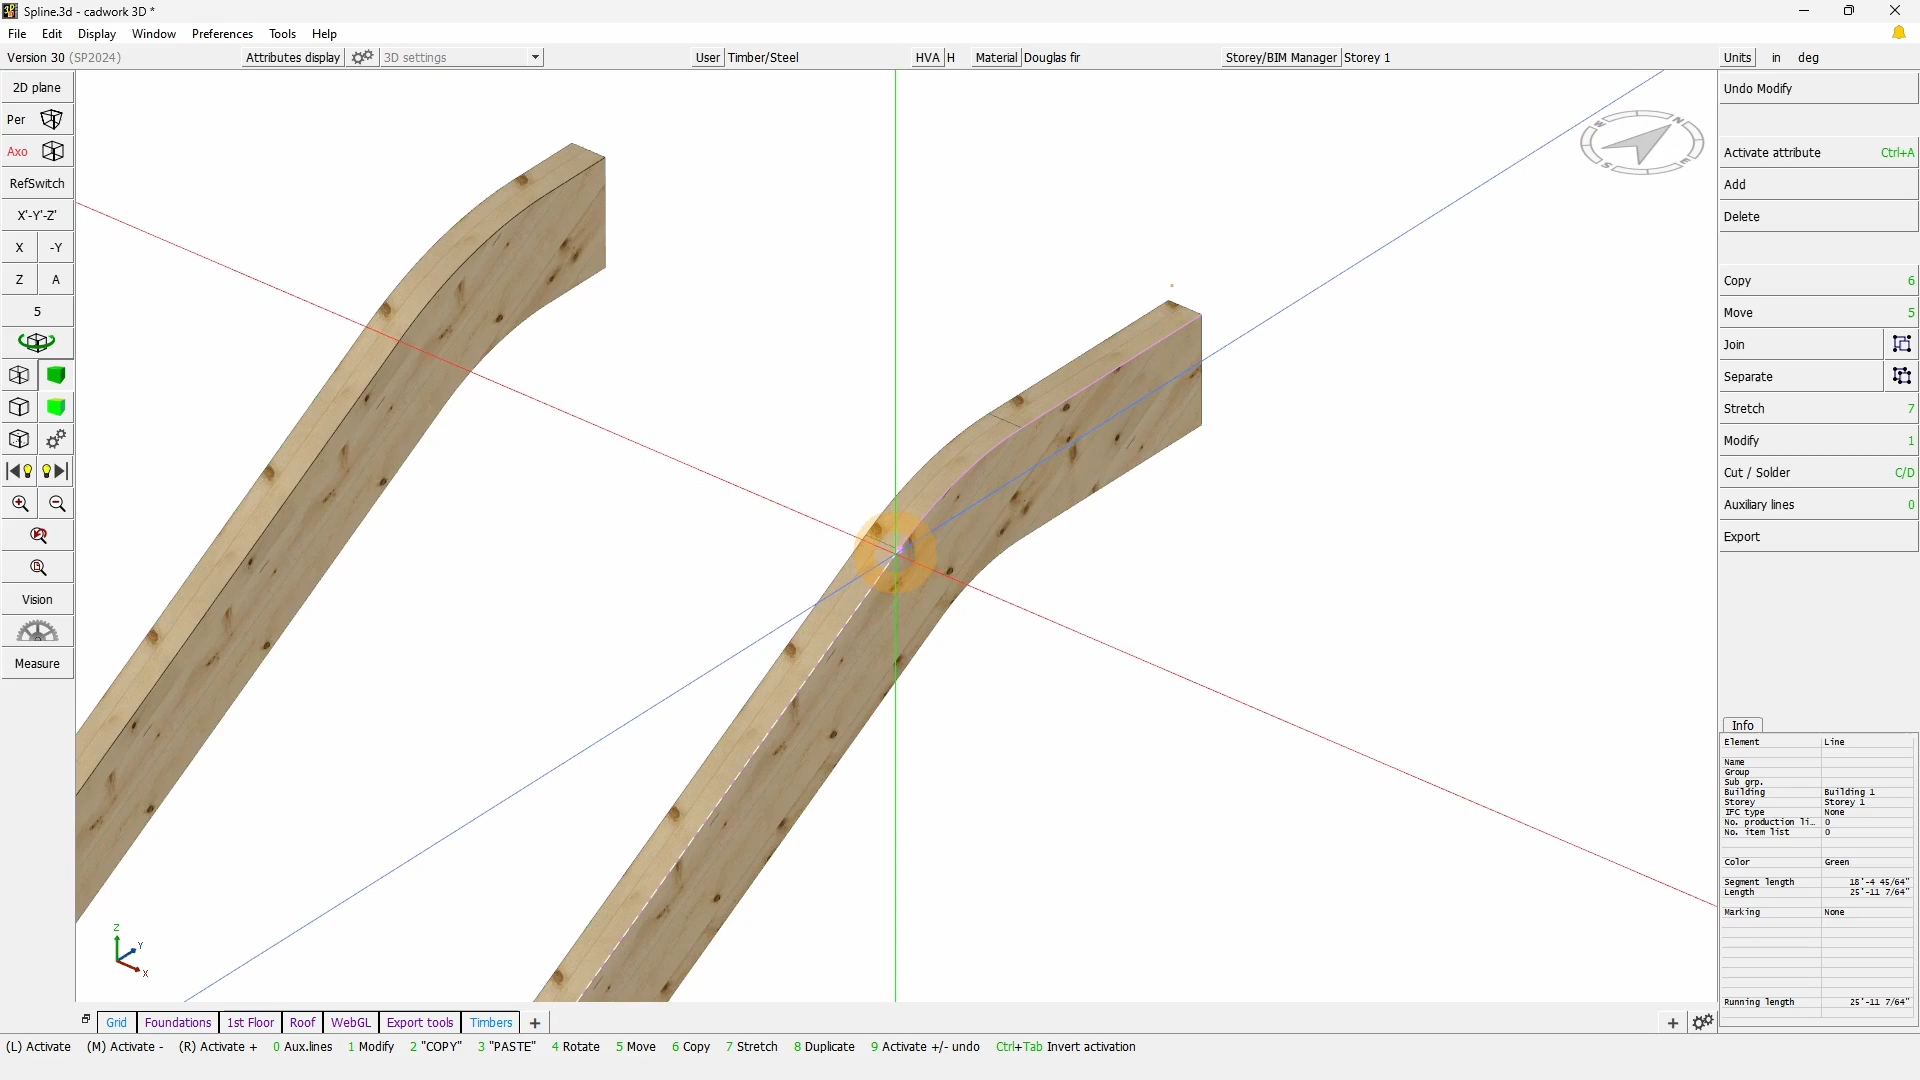 Spline.3d - cadwork 3D *
File Edit Display Window Preferences Tools Help
Version 30 (SP2024) Attributes display 3D settings User Timber/Steel HVA H Material Douglas fir Storey/BIM Manager Storey 1 Units in deg
2D plane
Per
Axo
RefSwitch
X'-Y'-Z'
X -Y
Z A
5
Vision
Measure
N
E
S
W
Z
Y
X
Undo Modify
Activate attribute Ctrl+A
Add
Delete
Copy 6
Move 5
Join
Separate
Stretch 7
Modify 1
Cut / Solder C/D
Auxiliary lines 0
Export
Info
Element Line
Name
Group
Sub grp.
Building Building 1
Storey Storey 1
IFC type None
No. production li... 0
No. item list 0
Color Green
Segment length 18'-4 45/64"
Length 25'-11 7/64"
Marking None
Running length 25'-11 7/64"
Grid Foundations 1st Floor Roof WebGL Export tools Timbers + +
(L) Activate (M) Activate - (R) Activate + 0 Aux.lines 1 Modify 2 "COPY" 3 "PASTE" 4 Rotate 5 Move 6 Copy 7 Stretch 8 Duplicate 9 Activate +/- undo Ctrl+Tab Invert activation